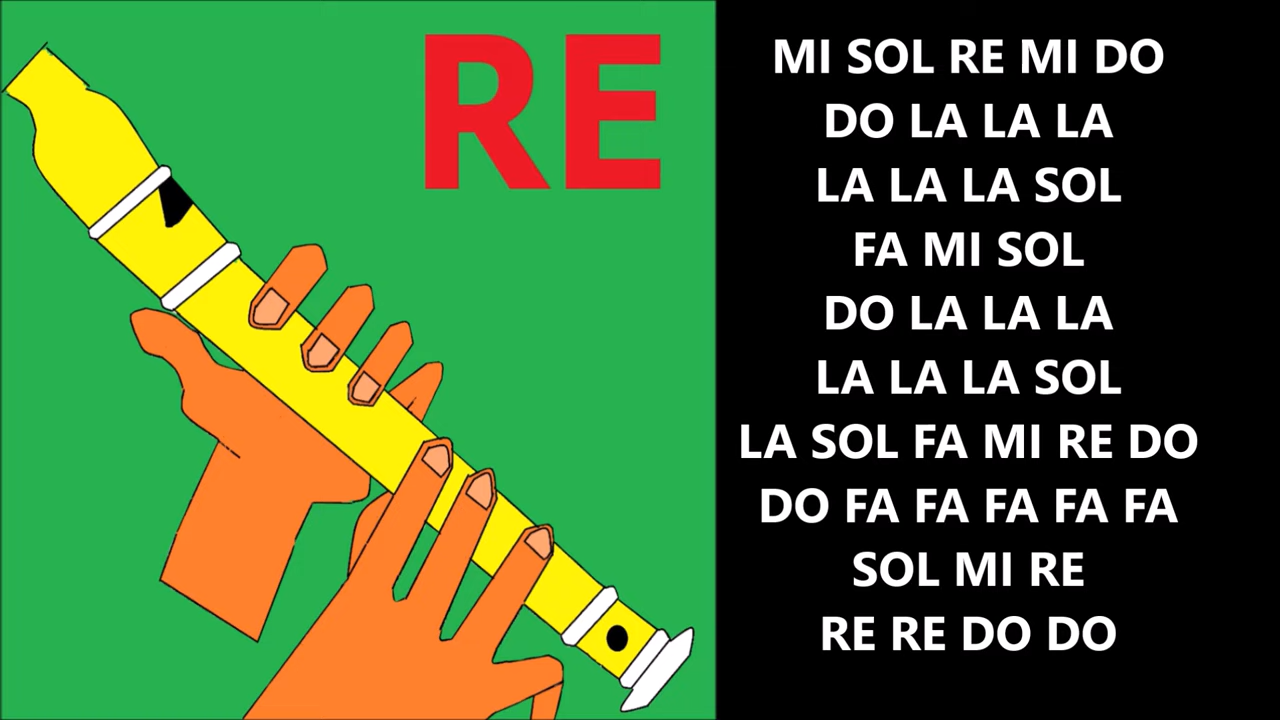 RE
MI SOL RE MI DO
DO LA LA LA
LA LA LA SOL
FA MI SOL
DO LA LA LA
LA LA LA SOL
LA SOL FA MI RE DO
DO FA FA FA FA FA
SOL MI RE
RE RE DO DO